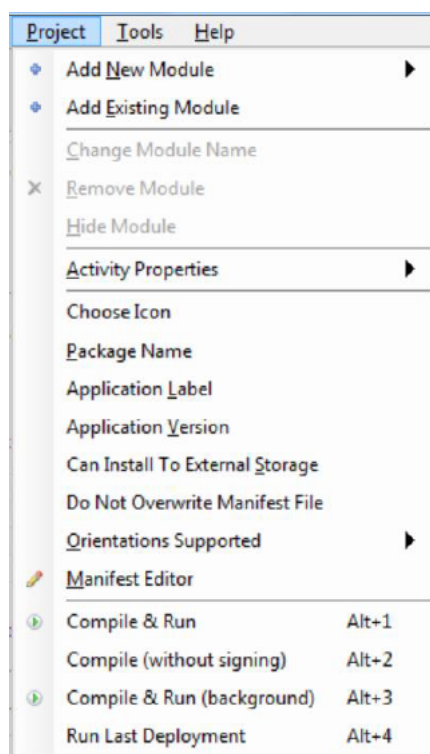 Project Tools Help
Add New Module
Add Existing Module
Change Module Name
Remove Module
Hide Module
Activity Properties
Choose Icon
Package Name
Application Label
Application Version
Can Install To External Storage
Do Not Overwrite Manifest File
Orientations Supported
Manifest Editor
Compile & Run Alt+1
Compile (without signing) Alt+2
Compile & Run (background) Alt+3
Run Last Deployment Alt+4